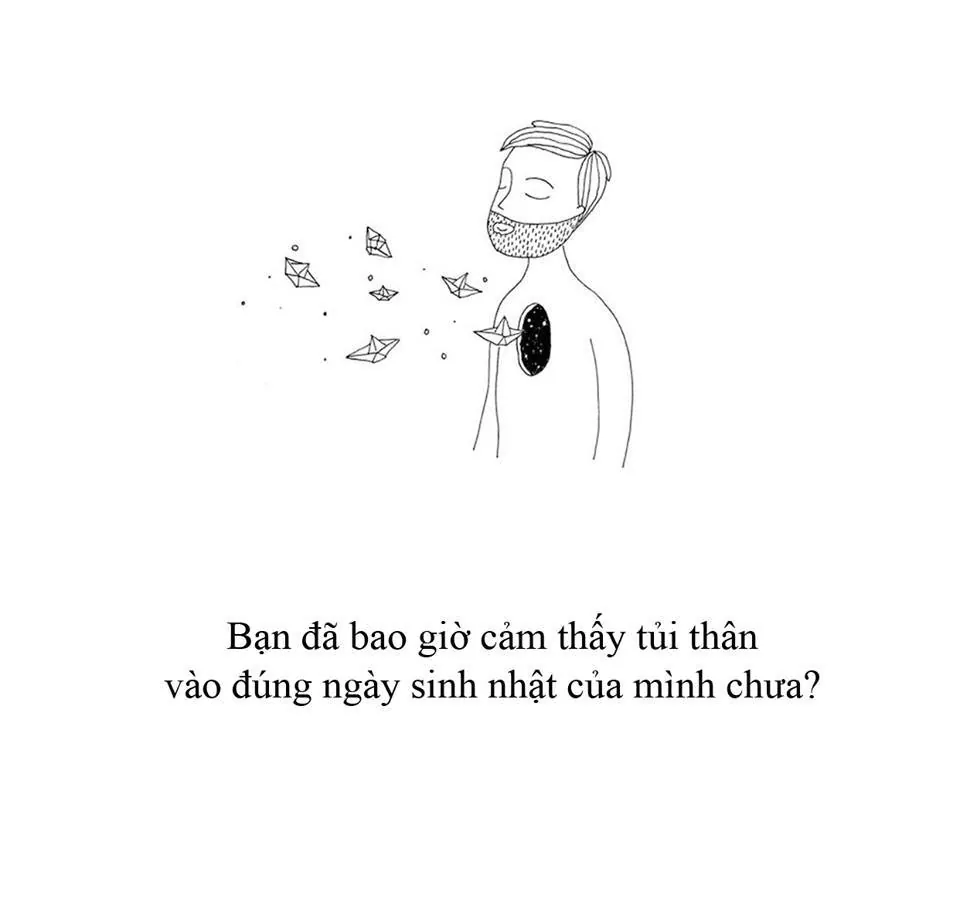 Bạn đã bao giờ cảm thấy tủi thân
vào đúng ngày sinh nhật của mình chưa?